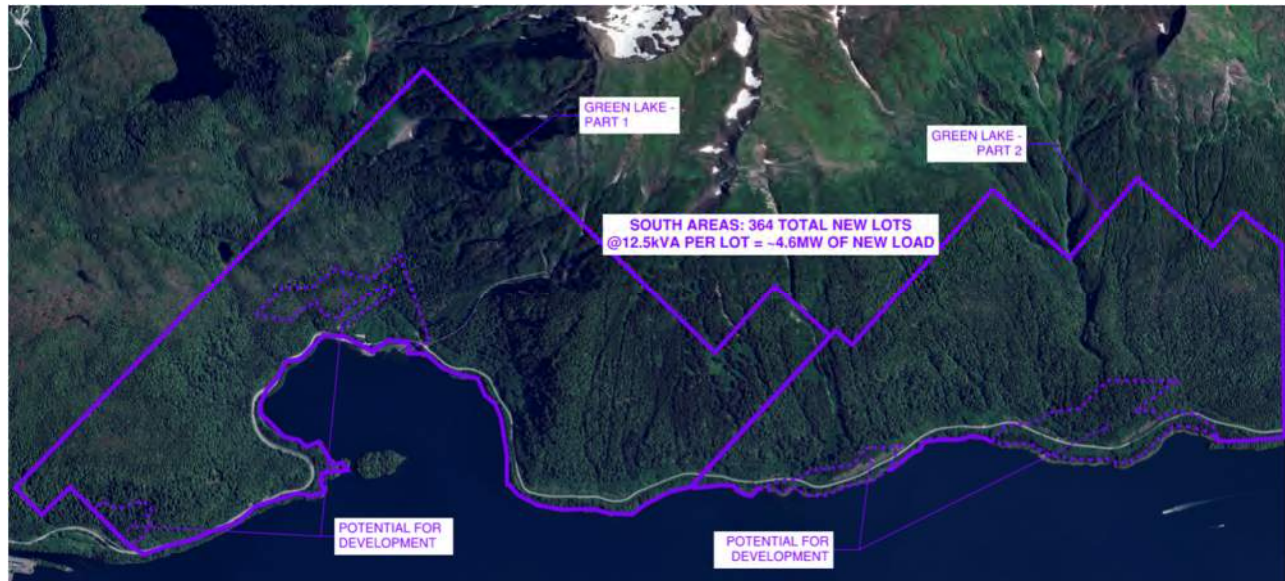 GREEN LAKE -
PART 1
GREEN LAKE -
PART 2
SOUTH AREAS: 364 TOTAL NEW LOTS
@12.5kVA PER LOT = ~4.6MW OF NEW LOAD
POTENTIAL FOR
DEVELOPMENT
POTENTIAL FOR
DEVELOPMENT